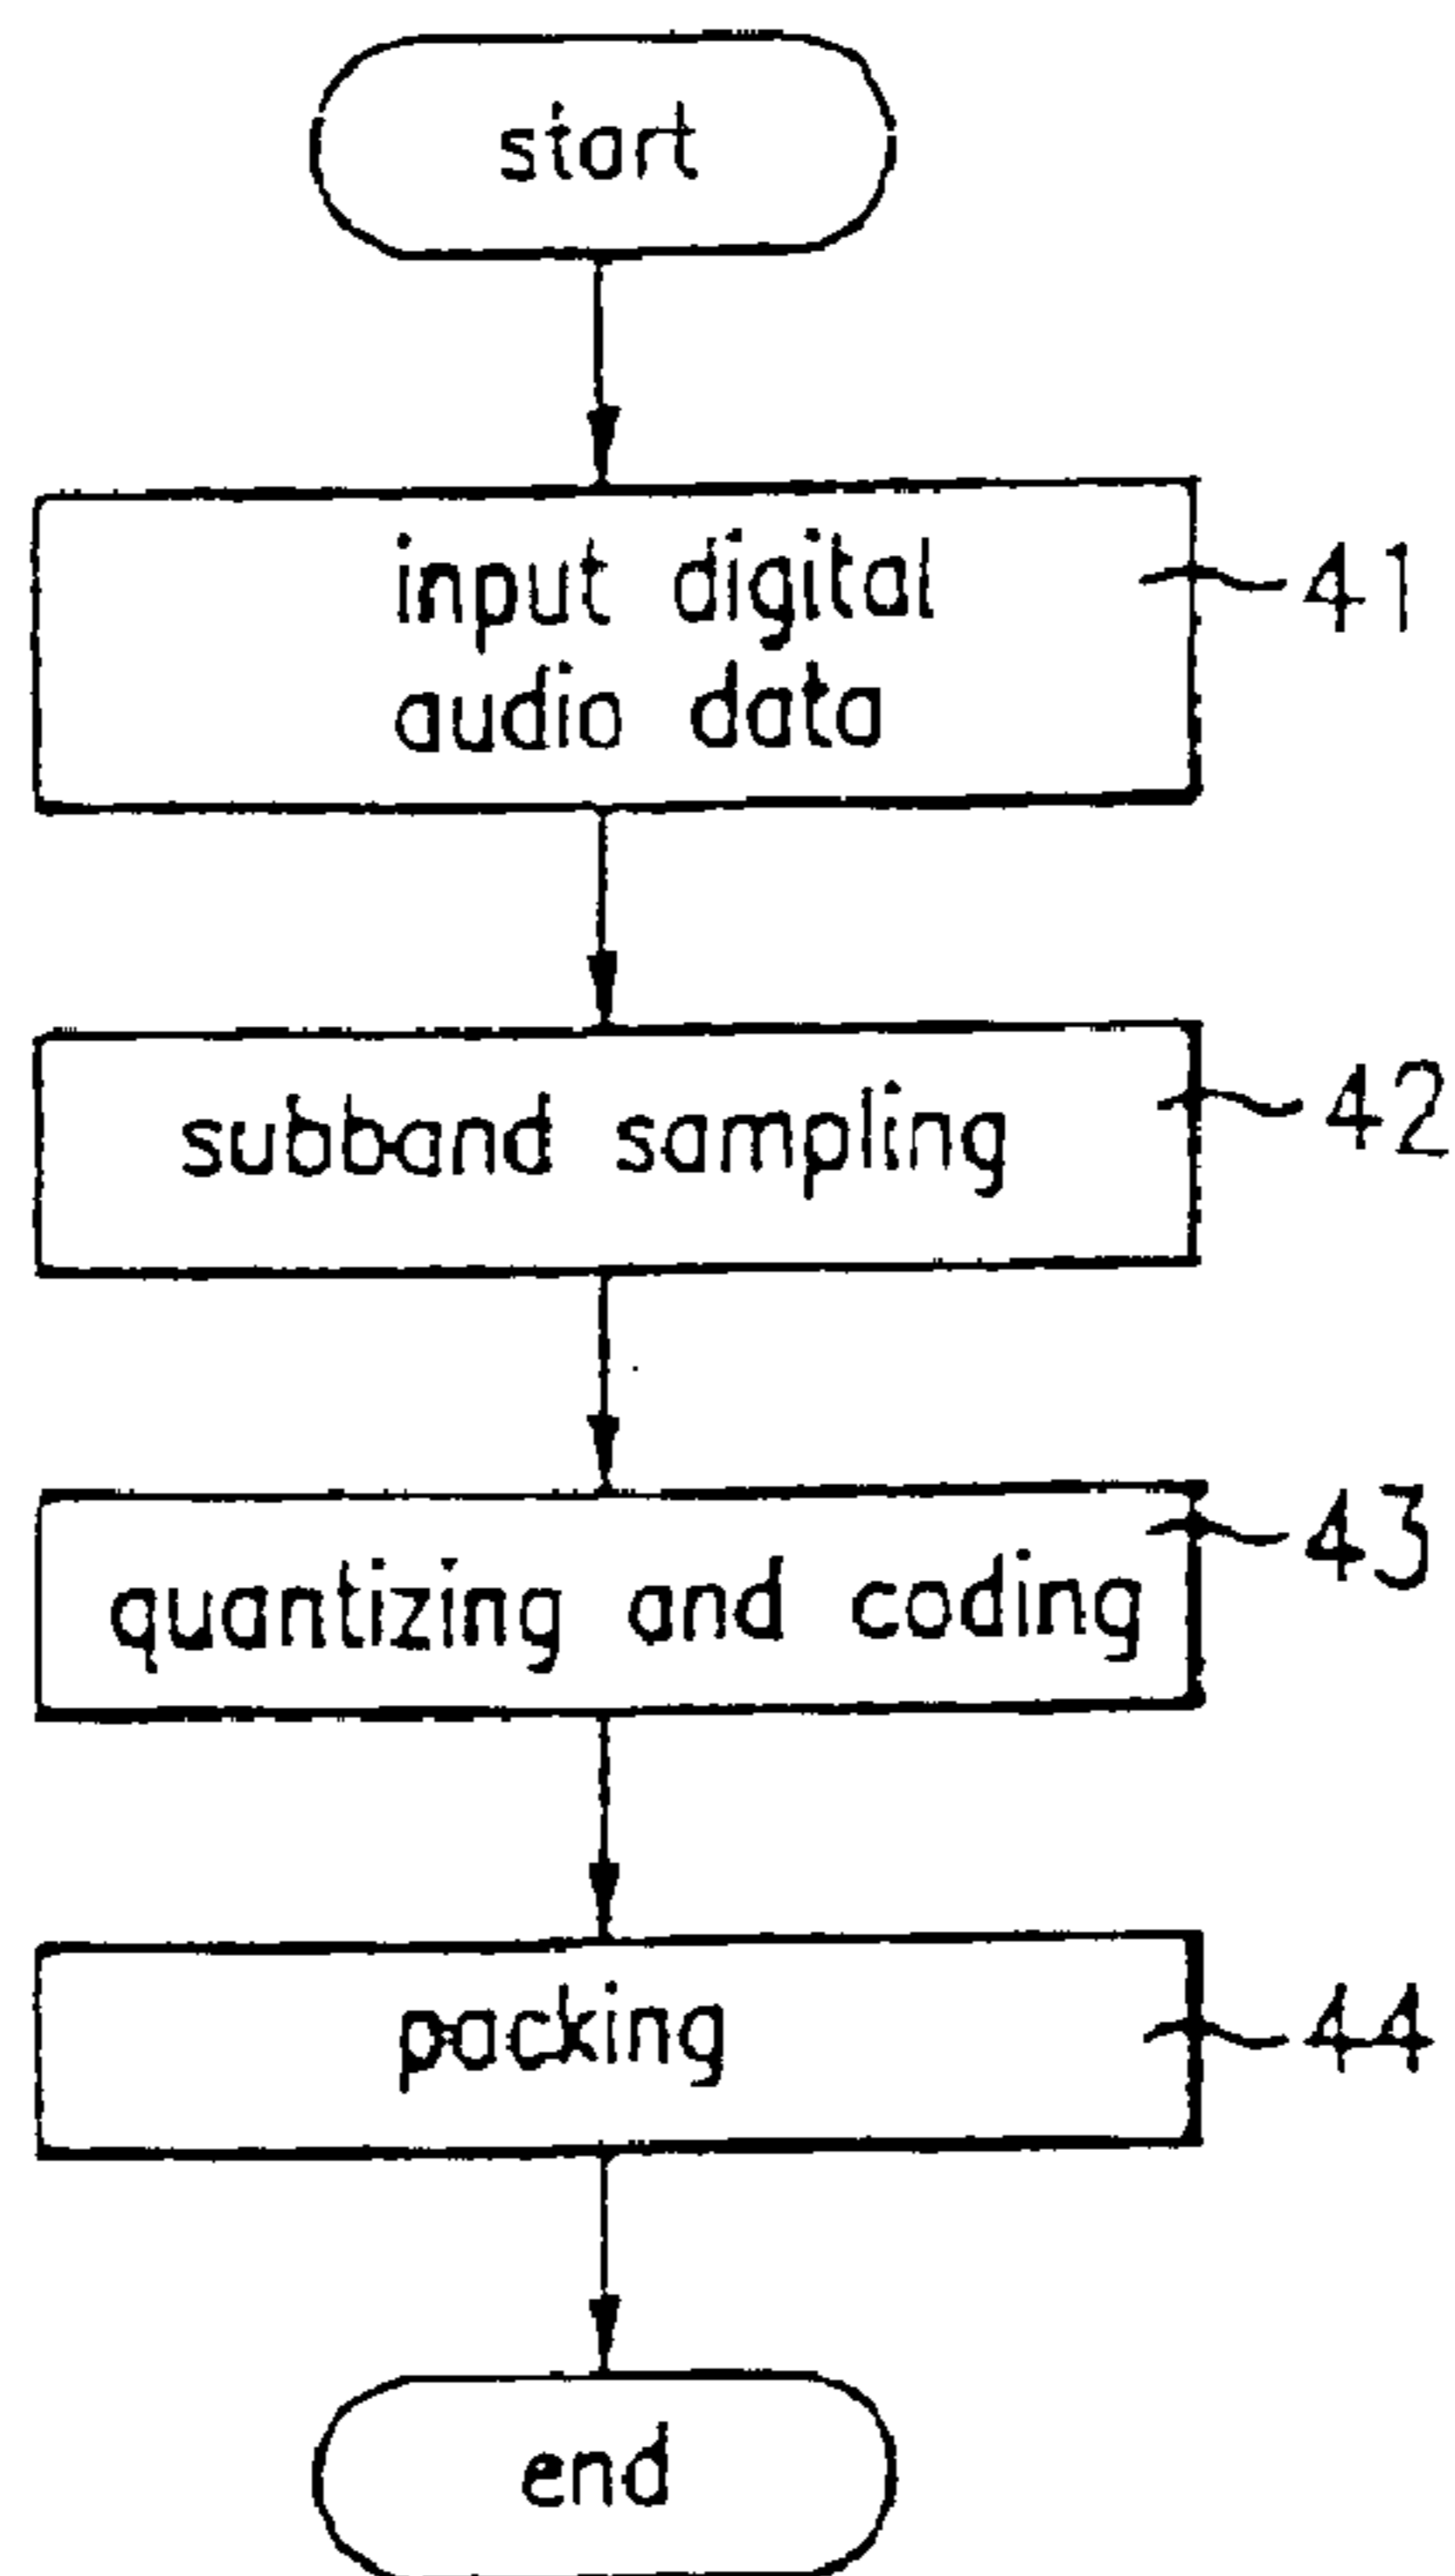 start
input digital
audio data
41
subband sampling
42
quantizing and coding
43
packing
44
end